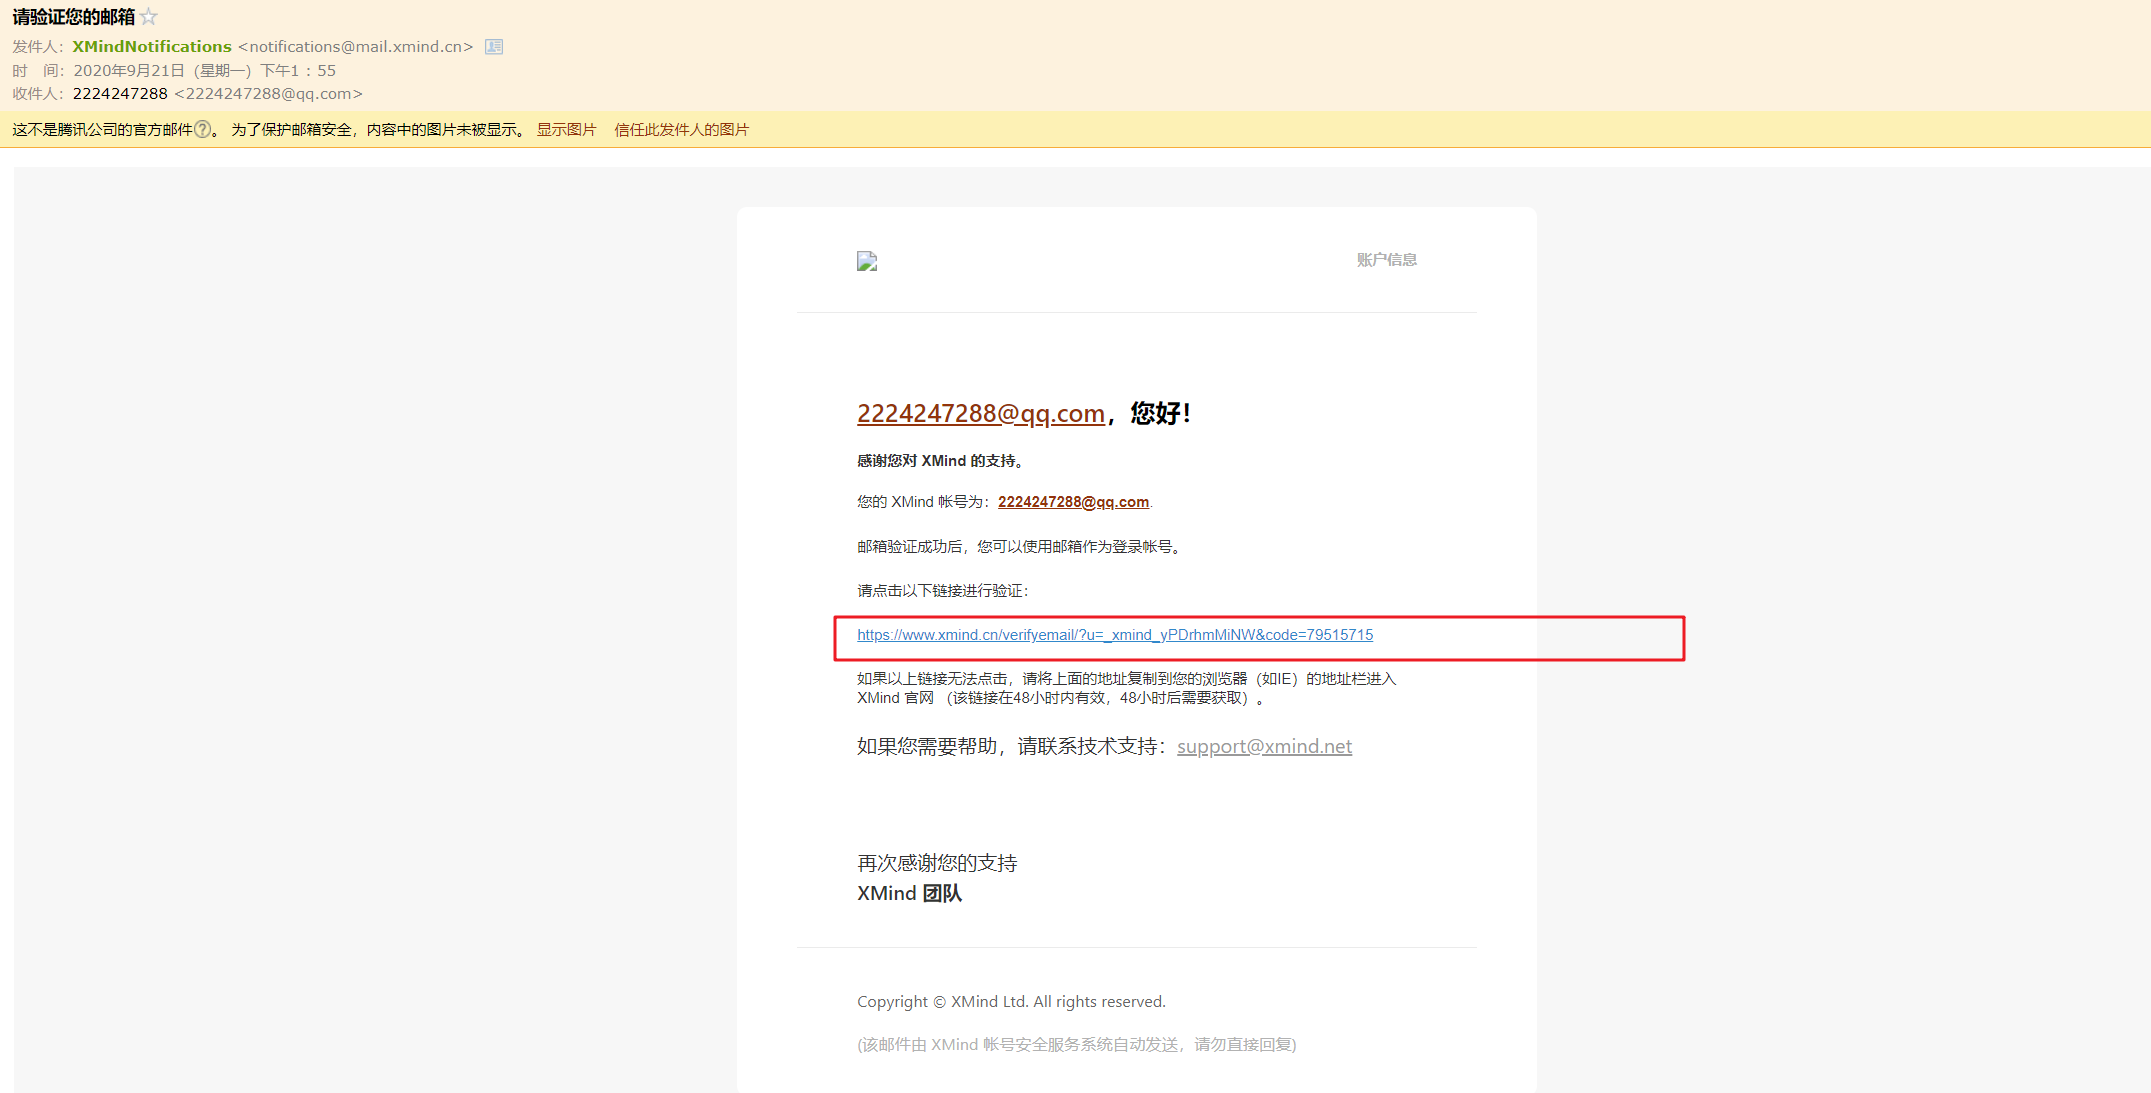 请验证您的邮箱
发件人：XMindNotifications <notifications@mail.xmind.cn>
时 间：2020年9月21日（星期一）下午1：55
收件人：2224247288 <2224247288@qq.com>
这不是腾讯公司的官方邮件?。 为了保护邮箱安全，内容中的图片未被显示。 显示图片 信任此发件人的图片
账户信息
2224247288@qq.com，您好！
感谢您对 XMind 的支持。
您的 XMind 帐号为：2224247288@qq.com.
邮箱验证成功后，您可以使用邮箱作为登录帐号。
请点击以下链接进行验证：
https://www.xmind.cn/verifyemail/?u=_xmind_yPDrhmMiNW&code=79515715
如果以上链接无法点击，请将上面的地址复制到您的浏览器（如IE）的地址栏进入
XMind 官网 （该链接在48小时内有效，48小时后需要获取）。
如果您需要帮助，请联系技术支持：support@xmind.net
再次感谢您的支持
XMind 团队
Copyright © XMind Ltd. All rights reserved.
(该邮件由 XMind 帐号安全服务系统自动发送，请勿直接回复)